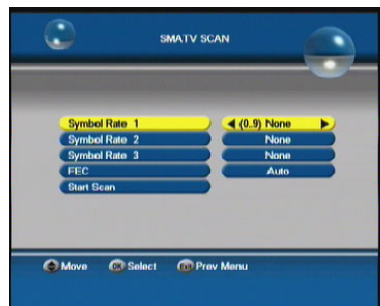 SMATV SCAN
Symbol Rate 1 (0..9) None
Symbol Rate 2 None
Symbol Rate 3 None
FEC Auto
Start Scan
Move OK Select Exit Prev Menu